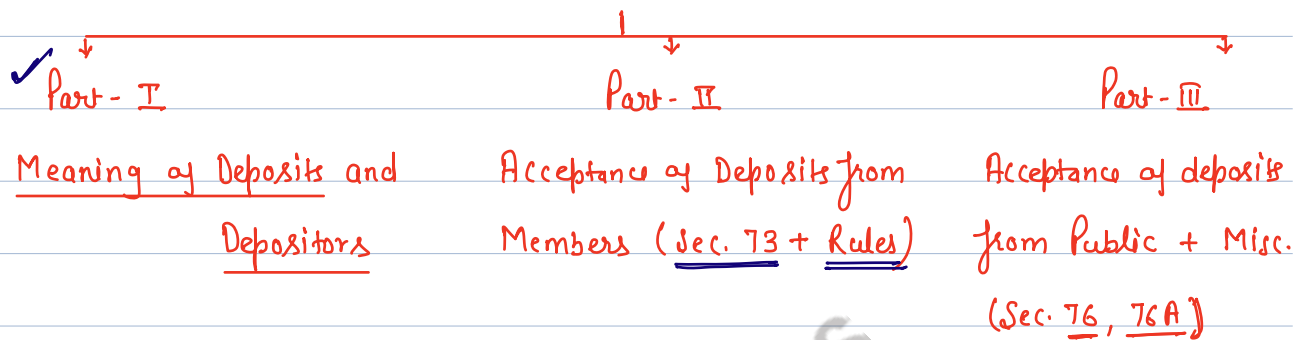 Part - I Part - II Part - III
Meaning of Deposits and Acceptance of Deposits from Acceptance of deposits
Depositors Members (Sec. 73 + Rules) from Public + Misc.
(Sec. 76, 76A)